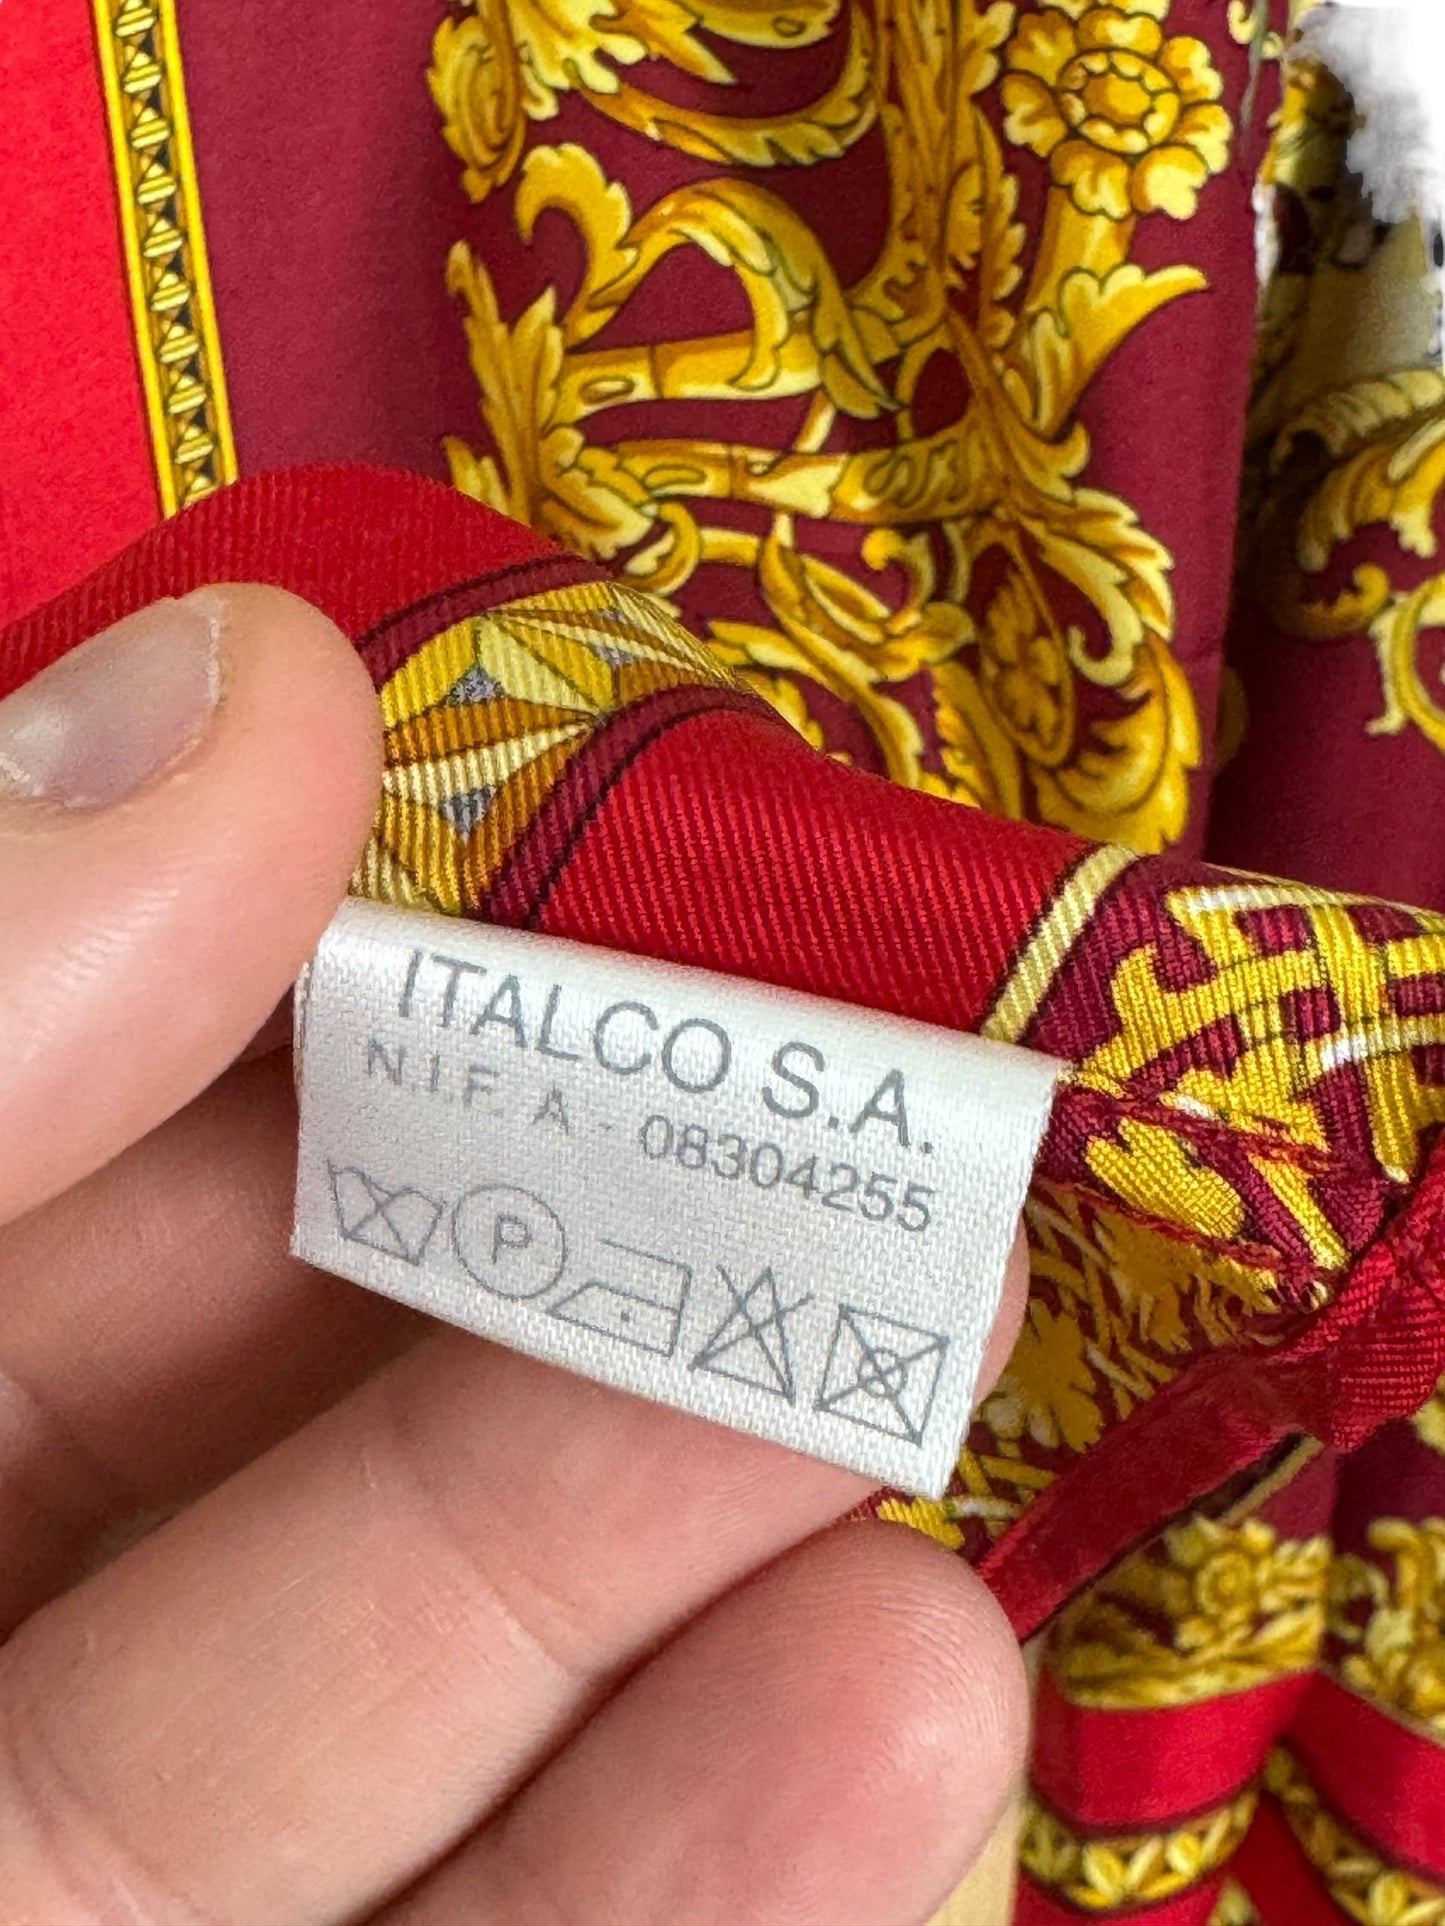 ITALCO S.A.
N.I.F. A - 08304255
P